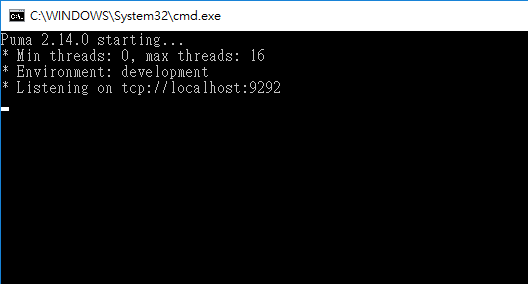 C:\WINDOWS\System32\cmd.exe
Puma 2.14.0 starting...
* Min threads: 0, max threads: 16
* Environment: development
* Listening on tcp://localhost:9292